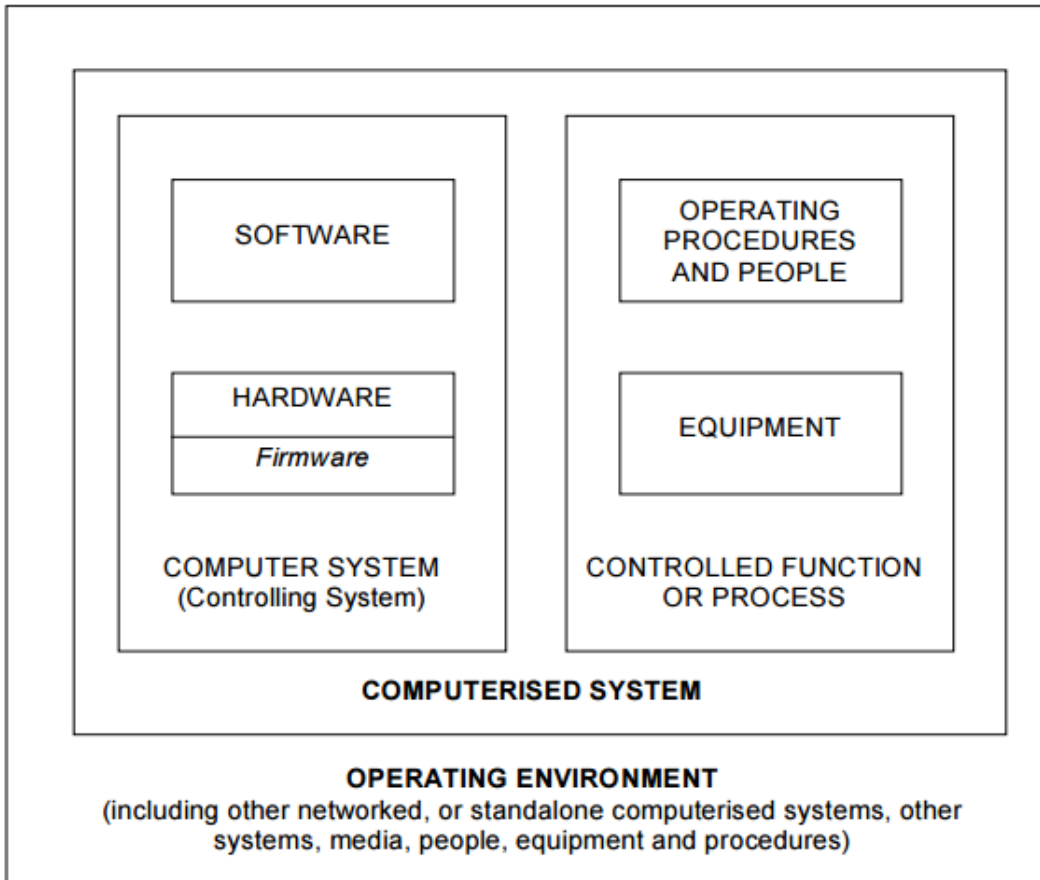 SOFTWARE
HARDWARE
Firmware
COMPUTER SYSTEM
(Controlling System)
OPERATING
PROCEDURES
AND PEOPLE
EQUIPMENT
CONTROLLED FUNCTION
OR PROCESS
COMPUTERISED SYSTEM
OPERATING ENVIRONMENT
(including other networked, or standalone computerised systems, other
systems, media, people, equipment and procedures)